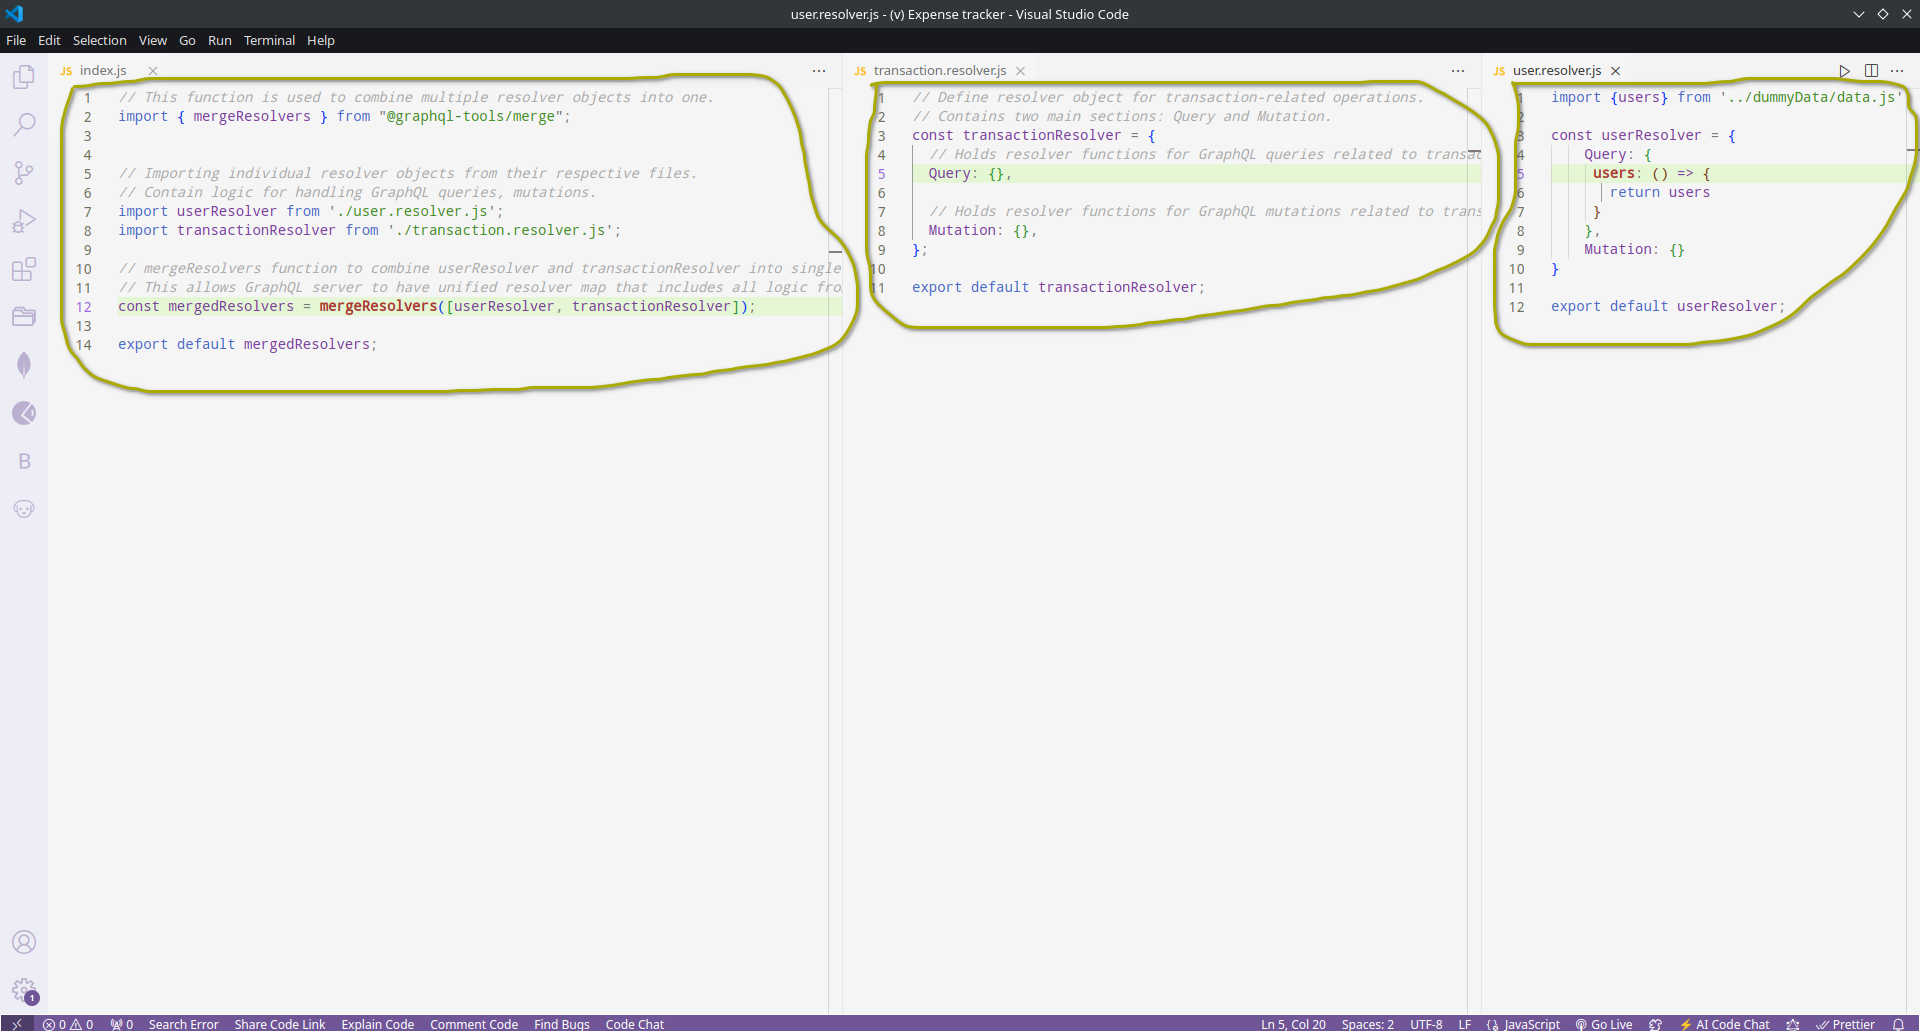 user.resolver.js - (v) Expense tracker - Visual Studio Code
File Edit Selection View Go Run Terminal Help
JS index.js
1 // This function is used to combine multiple resolver objects into one.
2 import { mergeResolvers } from "@graphql-tools/merge";
3
4
5 // Importing individual resolver objects from their respective files.
6 // Contain logic for handling GraphQL queries, mutations.
7 import userResolver from './user.resolver.js';
8 import transactionResolver from './transaction.resolver.js';
9
10 // mergeResolvers function to combine userResolver and transactionResolver into single
11 // This allows GraphQL server to have unified resolver map that includes all logic fro
12 const mergedResolvers = mergeResolvers([userResolver, transactionResolver]);
13
14 export default mergedResolvers;
JS transaction.resolver.js
1 // Define resolver object for transaction-related operations.
2 // Contains two main sections: Query and Mutation.
3 const transactionResolver = {
4 // Holds resolver functions for GraphQL queries related to transac
5 Query: {},
6
7 // Holds resolver functions for GraphQL mutations related to trans
8 Mutation: {},
9 };
10
11 export default transactionResolver;
JS user.resolver.js
1 import {users} from '../dummyData/data.js'
2
3 const userResolver = {
4 Query: {
5 users: () => {
6 return users
7 }
8 },
9 Mutation: {}
10 }
11
12 export default userResolver;
B
1
0 0 0 Search Error Share Code Link Explain Code Comment Code Find Bugs Code Chat
Ln 5, Col 20 Spaces: 2 UTF-8 LF JavaScript Go Live AI Code Chat Prettier